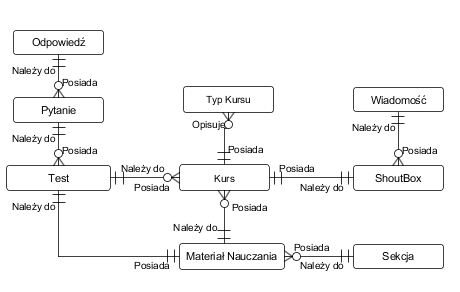 Odpowiedź
Należy do
Posiada
Pytanie
Typ Kursu
Wiadomość
Należy do
Opisuje
Należy do
Posiada
Posiada
Posiada
Test
Należy do
Posiada
Kurs
Posiada
Należy do
ShoutBox
Należy do
Posiada
Należy do
Posiada
Materiał Nauczania
Posiada
Należy do
Sekcja